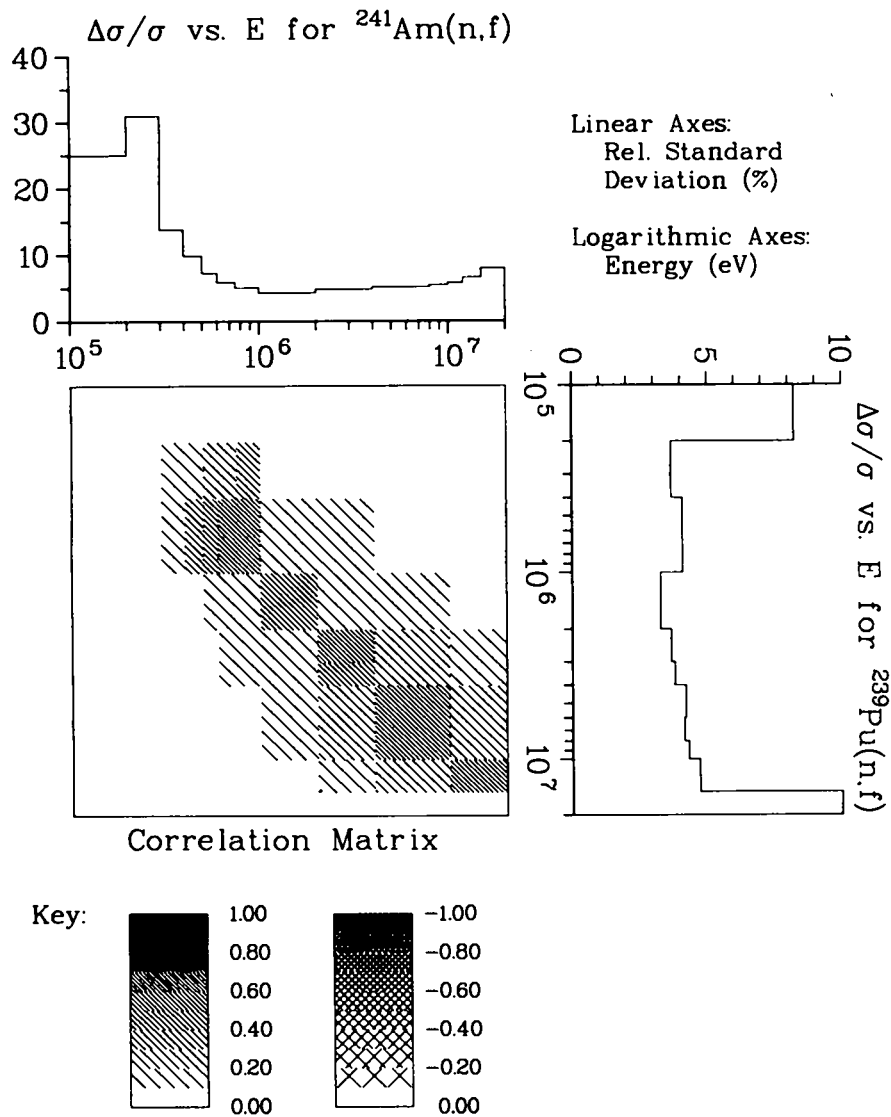 Δσ/σ vs. E for ²⁴¹Am(n,f)
40
30
20
10
0
10⁵
10⁶
10⁷
Linear Axes:
Rel. Standard
Deviation (%)
Logarithmic Axes:
Energy (eV)
0
5
10
10⁵
10⁶
10⁷
Δσ/σ vs. E for ²³⁹Pu(n,f)
Correlation Matrix
Key:
1.00
0.80
0.60
0.40
0.20
0.00
-1.00
-0.80
-0.60
-0.40
-0.20
0.00